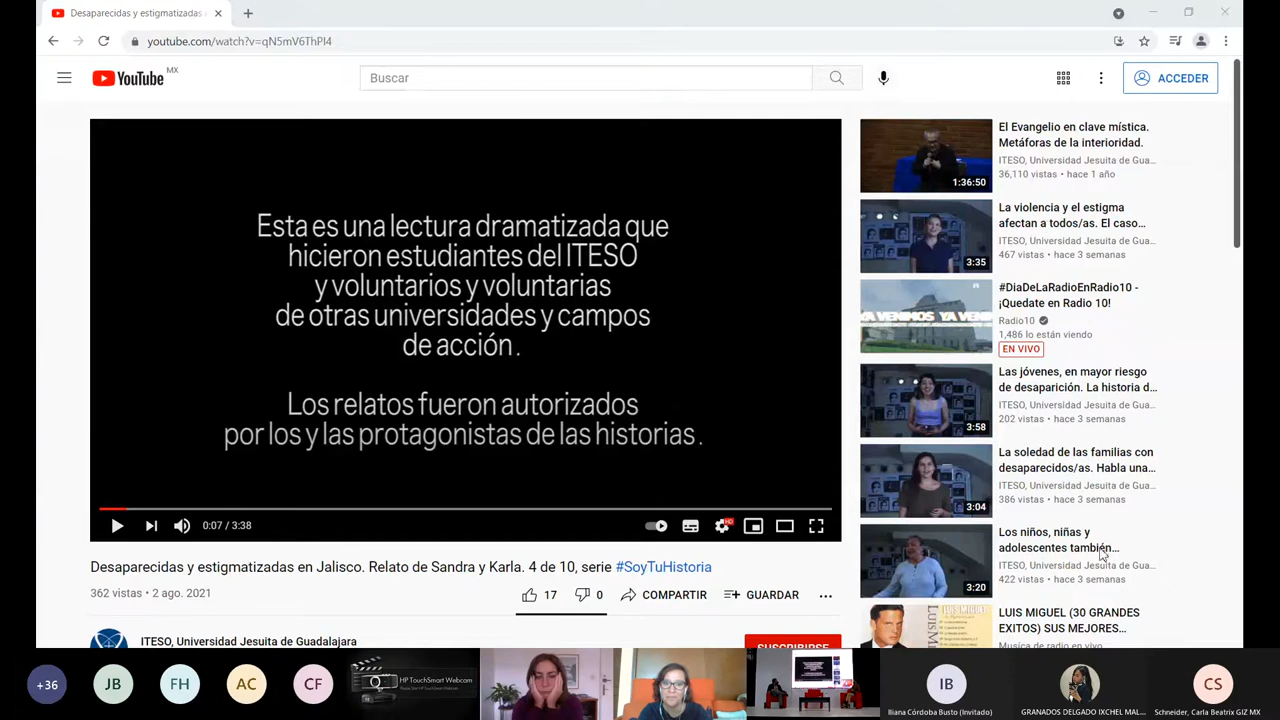 Desaparecidas y estigmatizadas
youtube.com/watch?v=qN5mV6ThPI4
YouTube MX
Buscar
ACCEDER
Esta es una lectura dramatizada que
hicieron estudiantes del ITESO
y voluntarios y voluntarias
de otras universidades y campos
de acción.
Los relatos fueron autorizados
por los y las protagonistas de las historias.
0:07 / 3:38
HD
Desaparecidas y estigmatizadas en Jalisco. Relato de Sandra y Karla. 4 de 10, serie #SoyTuHistoria
362 vistas • 2 ago. 2021
17
0
COMPARTIR
GUARDAR
ITESO, Universidad Jesuita de Guadalajara
SUSCRIBIRSE
1:36:50
El Evangelio en clave mística.
Metáforas de la interioridad.
ITESO, Universidad Jesuita de Gua...
36,110 vistas • hace 1 año
3:35
La violencia y el estigma
afectan a todos/as. El caso...
ITESO, Universidad Jesuita de Gua...
467 vistas • hace 3 semanas
#DiaDeLaRadioEnRadio10 -
¡Quedate en Radio 10!
Radio10
1,486 lo están viendo
EN VIVO
3:58
Las jóvenes, en mayor riesgo
de desaparición. La historia d...
ITESO, Universidad Jesuita de Gua...
202 vistas • hace 3 semanas
3:04
La soledad de las familias con
desaparecidos/as. Habla una...
ITESO, Universidad Jesuita de Gua...
386 vistas • hace 3 semanas
3:20
Los niños, niñas y
adolescentes también...
ITESO, Universidad Jesuita de Gua...
422 vistas • hace 3 semanas
LUIS MIGUEL (30 GRANDES
EXITOS) SUS MEJORES...
Musica de radio en vivo
+36
JB
FH
AC
CF
HP TouchSmart Webcam
IB
Iliana Córdoba Busto (Invitado)
GRANADOS DELGADO IXCHEL MAL...
CS
Schneider, Carla Beatrix GIZ MX